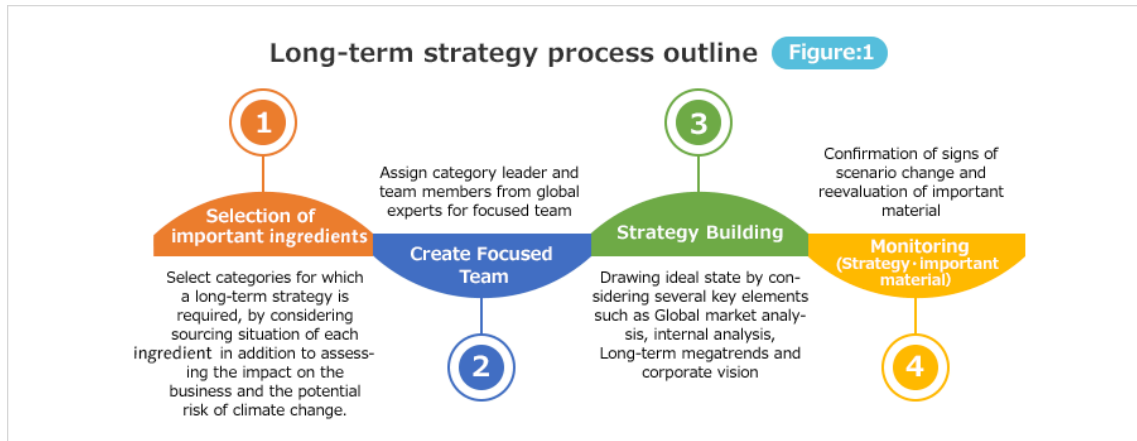 Long-term strategy process outline Figure:1
1
Selection of
important ingredients
Select categories for which
a long-term strategy is
required, by considering
sourcing situation of each
ingredient in addition to assess-
ing the impact on the
business and the potential
risk of climate change.
Assign category leader and
team members from global
experts for focused team
Create Focused
Team
2
3
Strategy Building
Drawing ideal state by con-
sidering several key elements
such as Global market analy-
sis, internal analysis,
Long-term megatrends and
corporate vision
Confirmation of signs of
scenario change and
reevaluation of important
material
Monitoring
(Strategy・important
material)
4